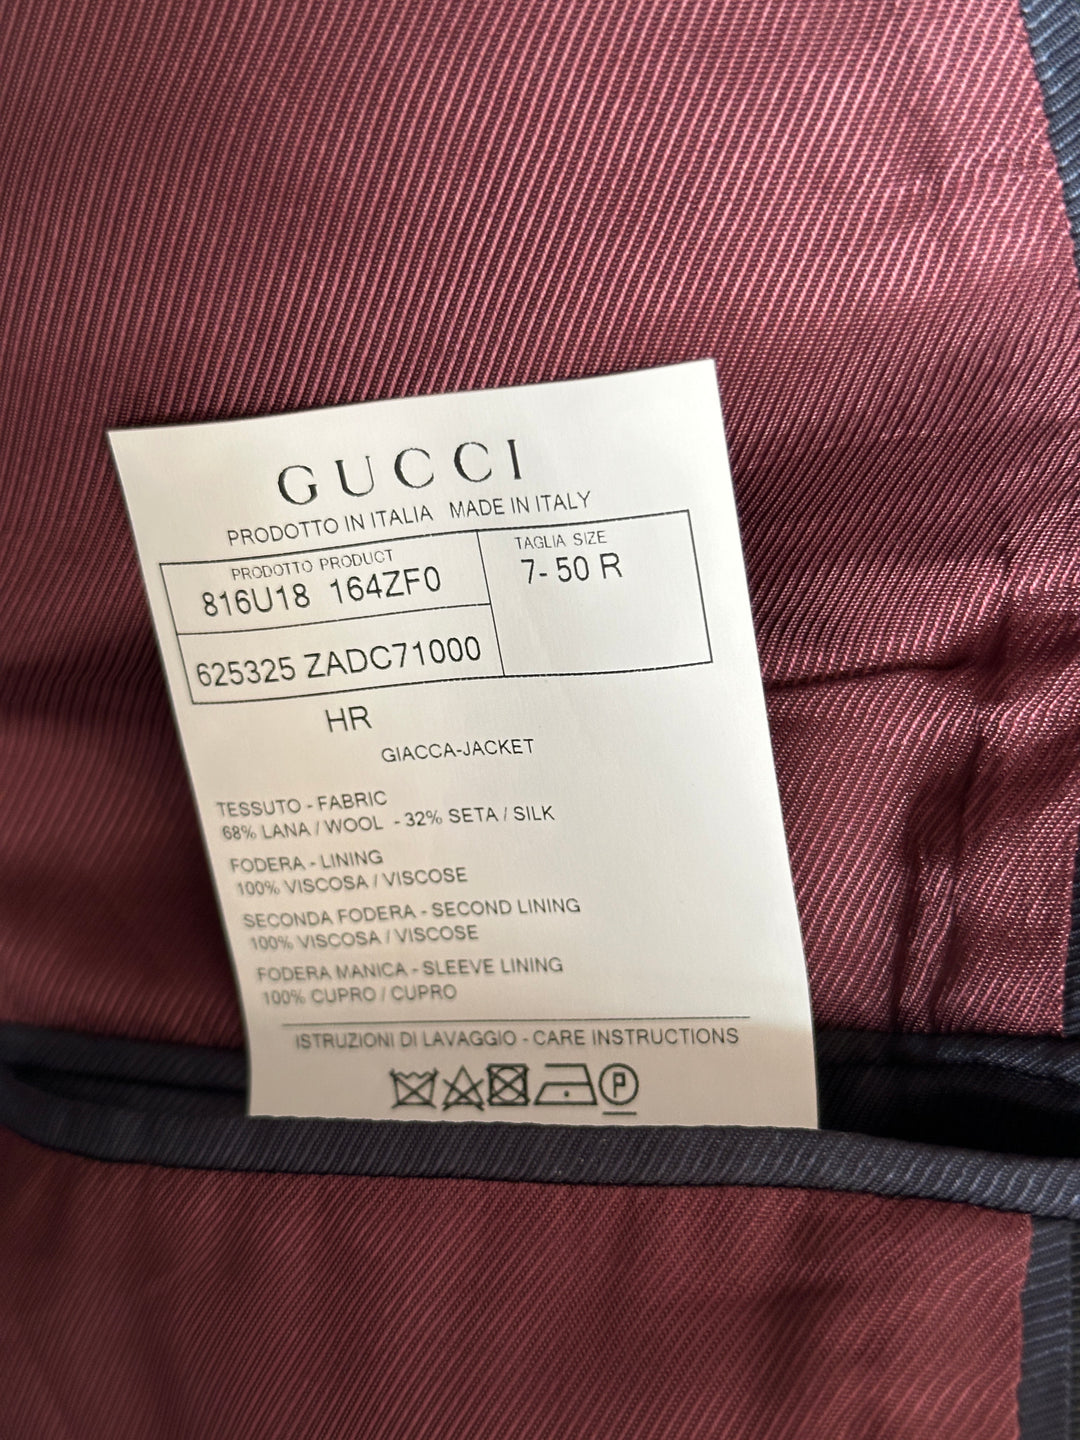 GUCCI
PRODOTTO IN ITALIA MADE IN ITALY
PRODOTTO PRODUCT
TAGLIA SIZE
816U18 164ZF0
7- 50 R
625325 ZADC71000
HR
GIACCA-JACKET
TESSUTO - FABRIC
68% LANA / WOOL - 32% SETA / SILK
FODERA - LINING
100% VISCOSA / VISCOSE
SECONDA FODERA - SECOND LINING
100% VISCOSA / VISCOSE
FODERA MANICA - SLEEVE LINING
100% CUPRO / CUPRO
ISTRUZIONI DI LAVAGGIO - CARE INSTRUCTIONS
P